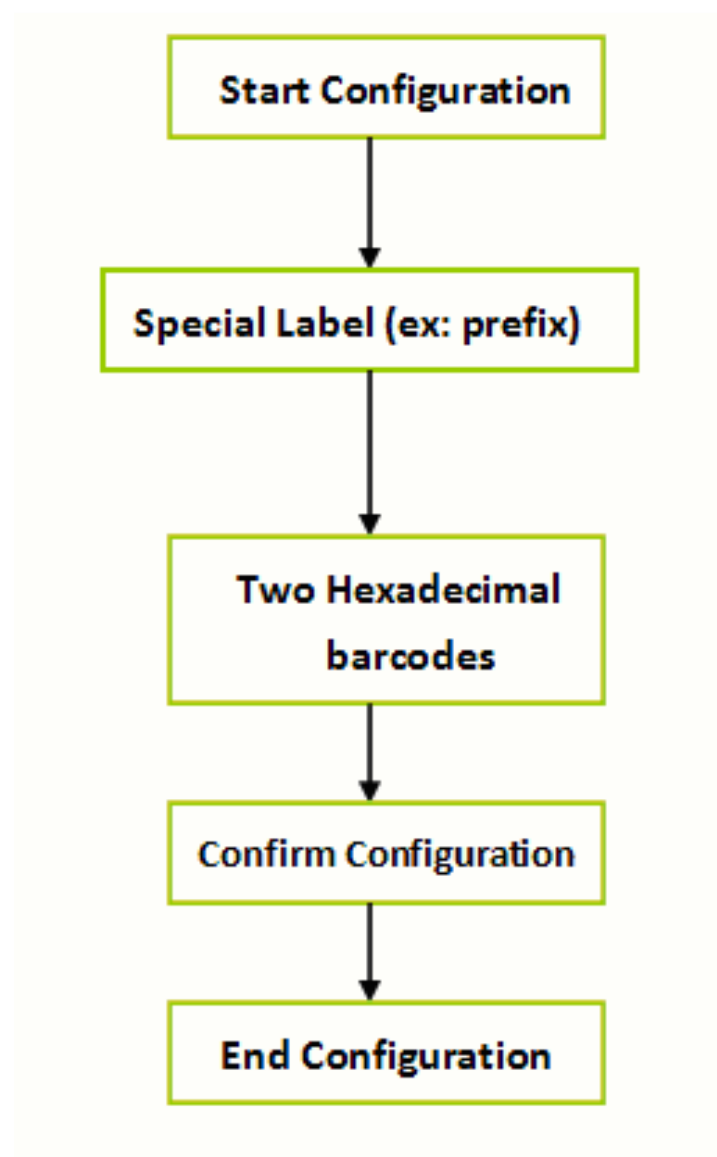 Start Configuration
Special Label (ex: prefix)
Two Hexadecimal
barcodes
Confirm Configuration
End Configuration